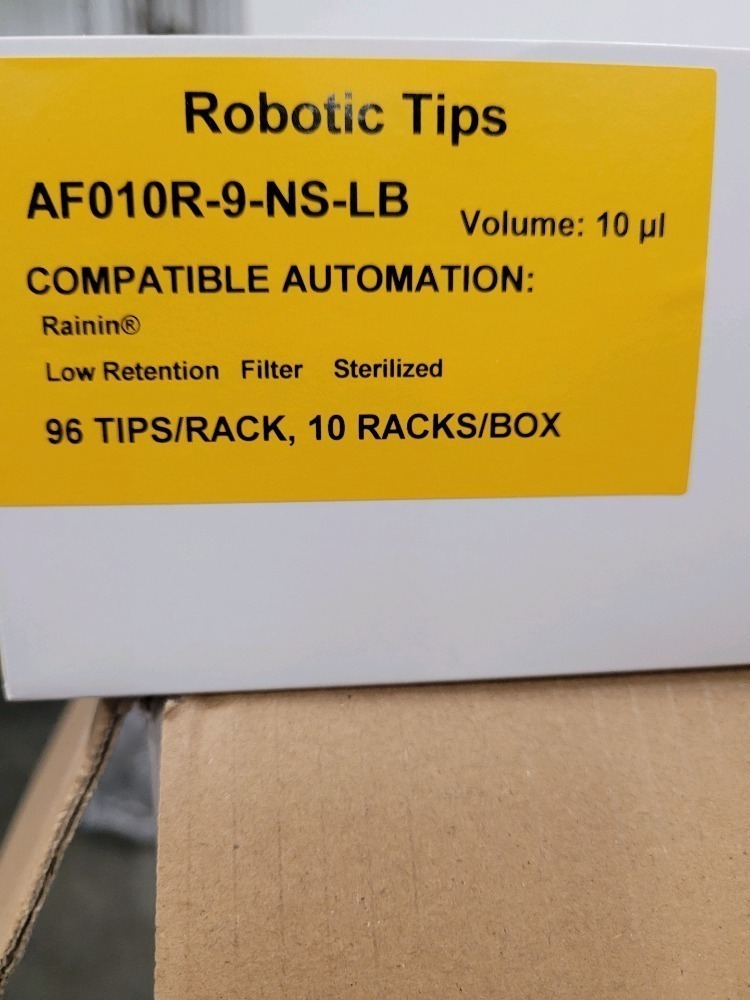 Robotic Tips
AF010R-9-NS-LB Volume: 10 µl
COMPATIBLE AUTOMATION:
Rainin®
Low Retention Filter Sterilized
96 TIPS/RACK, 10 RACKS/BOX